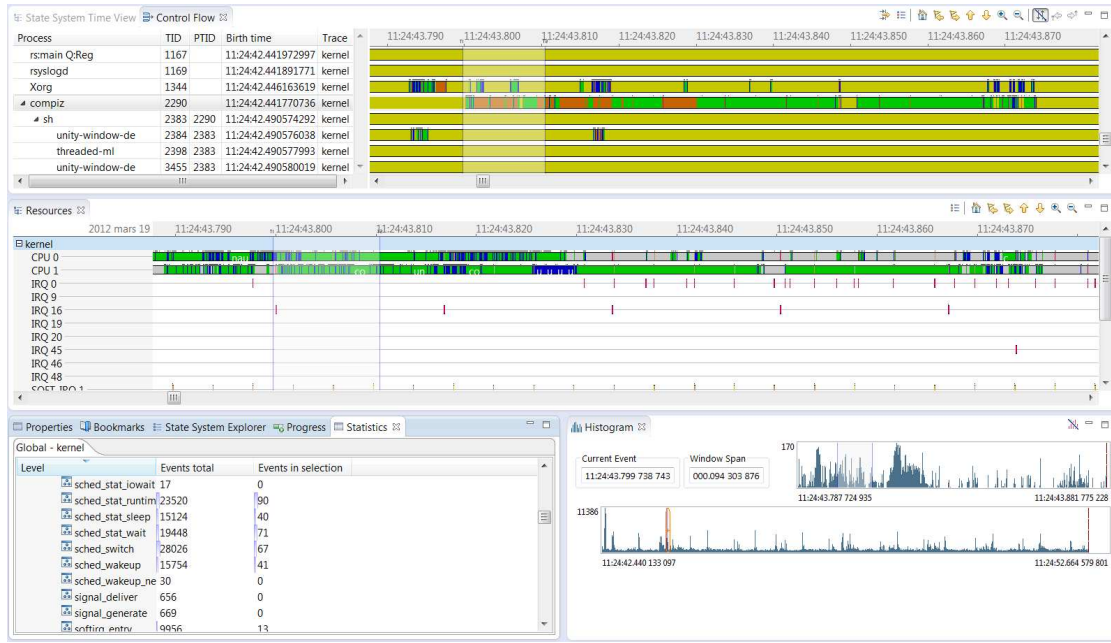 State System Time View Control Flow
Process TID PTID Birth time Trace 11:24:43.790 11:24:43.800 11:24:43.810 11:24:43.820 11:24:43.830 11:24:43.840 11:24:43.850 11:24:43.860 11:24:43.870
rs:main Q:Reg 1167 11:24:42.441972997 kernel
rsyslogd 1169 11:24:42.441891771 kernel
Xorg 1344 11:24:42.446163619 kernel
compiz 2290 11:24:42.441770736 kernel
sh 2383 2290 11:24:42.490574292 kernel
unity-window-de 2384 2383 11:24:42.490576038 kernel
threaded-ml 2398 2383 11:24:42.490577993 kernel
unity-window-de 3455 2383 11:24:42.490580019 kernel
Resources
2012 mars 19 11:24:43.790 11:24:43.800 11:24:43.810 11:24:43.820 11:24:43.830 11:24:43.840 11:24:43.850 11:24:43.860 11:24:43.870
kernel
CPU 0
CPU 1
IRQ 0
IRQ 9
IRQ 16
IRQ 19
IRQ 20
IRQ 45
IRQ 46
IRQ 48
SOFT_IRQ 1
Properties Bookmarks State System Explorer Progress Statistics
Global - kernel
Level Events total Events in selection
sched_stat_iowait 17 0
sched_stat_runtim 23520 90
sched_stat_sleep 15124 40
sched_stat_wait 19448 71
sched_switch 28026 67
sched_wakeup 15754 41
sched_wakeup_ne 30 0
signal_deliver 656 0
signal_generate 669 0
softirq_entry 9956 13
Histogram
Current Event Window Span
11:24:43.799 738 743 000.094 303 876
170
11:24:43.787 724 935 11:24:43.881 775 228
11386
11:24:42.440 133 097 11:24:52.664 579 801